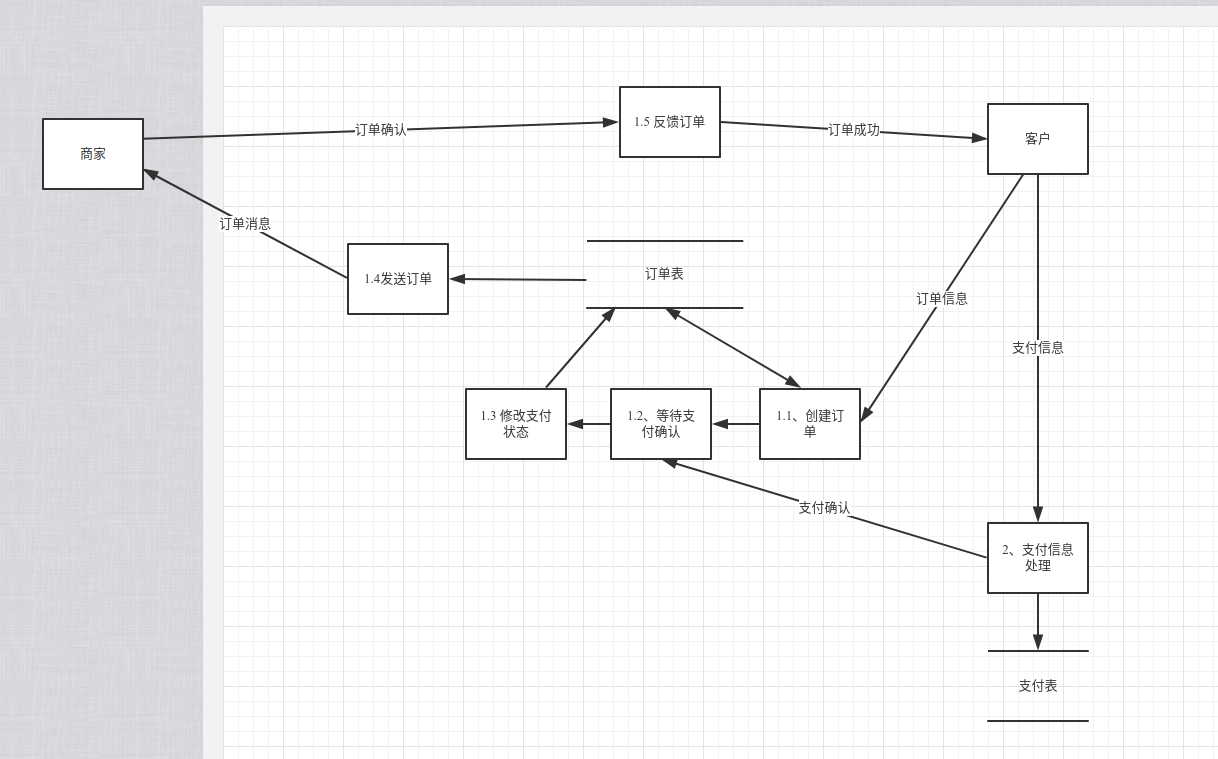 订单确认
1.5 反馈订单
订单成功
客户
商家
订单消息
1.4发送订单
订单表
订单信息
支付信息
1.3 修改支付
状态
1.2、等待支
付确认
1.1、创建订
单
支付确认
2、支付信息
处理
支付表